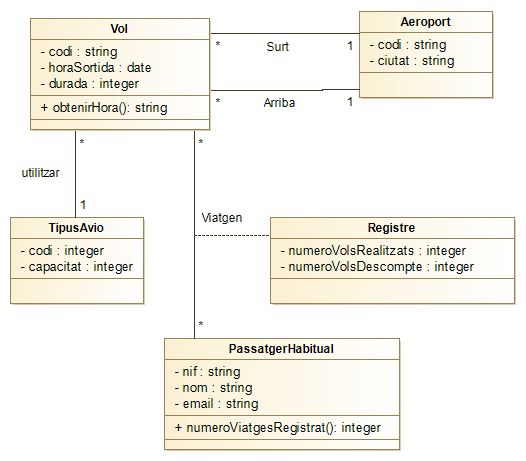 Vol
- codi : string
- horaSortida : date
- durada : integer
+ obtenirHora(): string
Aeroport
- codi : string
- ciutat : string
*
Surt
1
*
Arriba
1
*
utilitzar
1
*
Viatgen
*
TipusAvio
- codi : integer
- capacitat : integer
Registre
- numeroVolsRealitzats : integer
- numeroVolsDescompte : integer
PassatgerHabitual
- nif : string
- nom : string
- email : string
+ numeroViatgesRegistrat(): integer